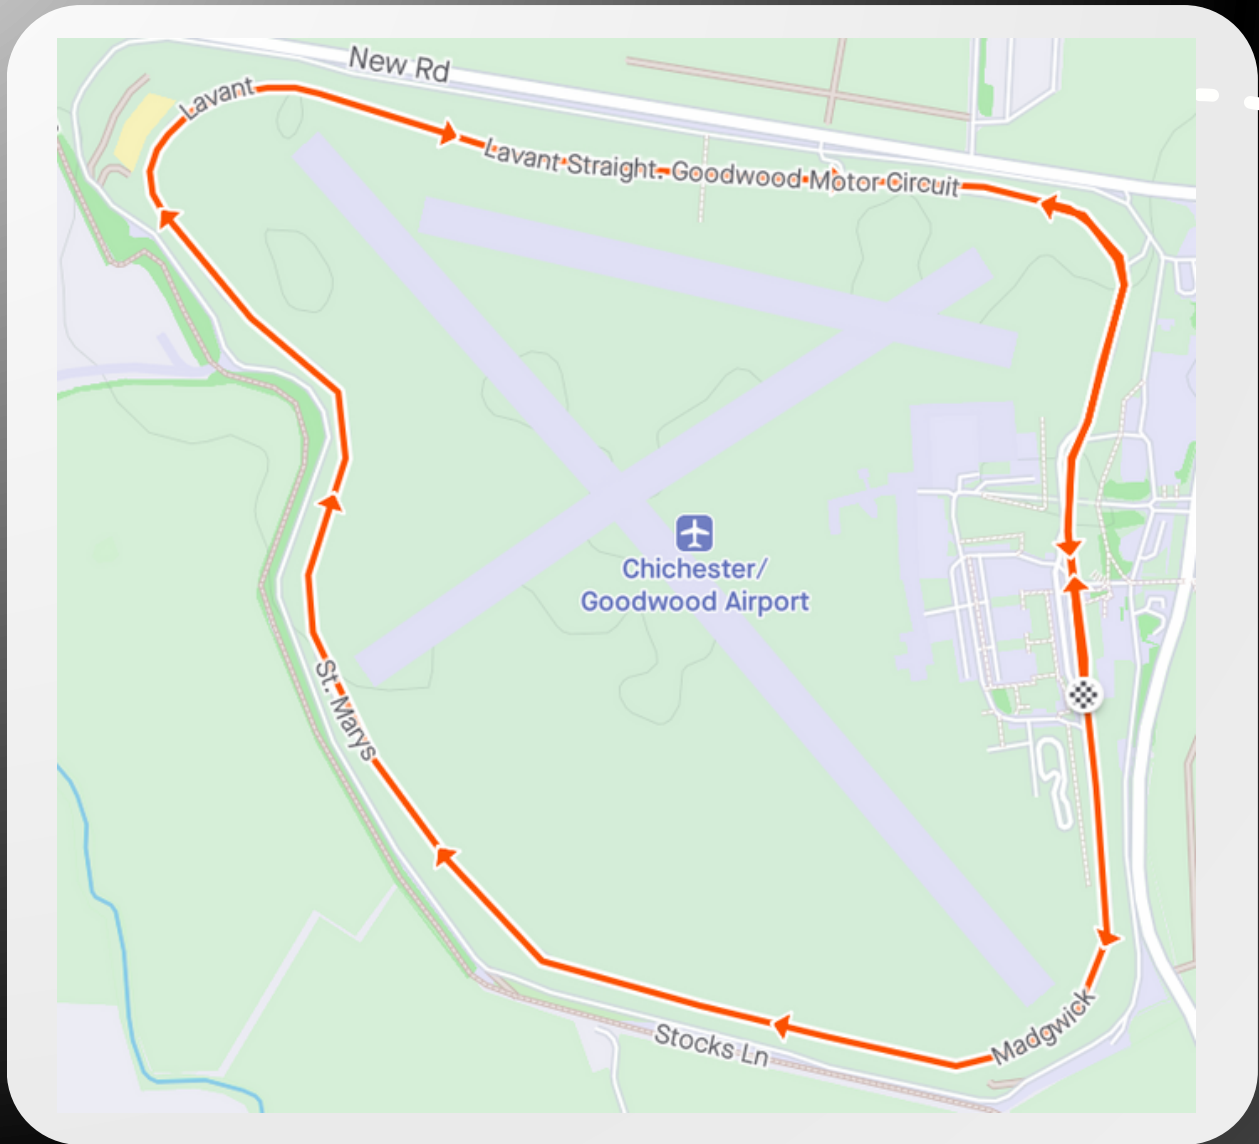 New Rd
Lavant
Lavant Straight. Goodwood Motor Circuit
Chichester/
Goodwood Airport
St. Marys
Madgwick
Stocks Ln